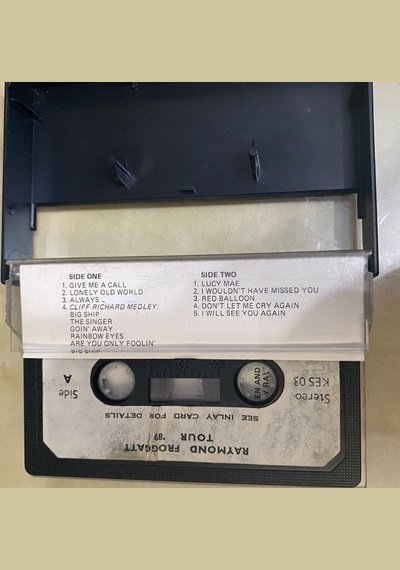 SIDE ONE
1. GIVE ME A CALL
2. LONELY OLD WORLD
3. ALWAYS
4. CLIFF RICHARD MEDLEY:
BIG SHIP
THE SINGER
GOIN' AWAY
RAINBOW EYES
ARE YOU ONLY FOOLIN'
BIG SHIP
SIDE TWO
1. LUCY MAE
2. I WOULDN'T HAVE MISSED YOU
3. RED BALLOON
4. DON'T LET ME CRY AGAIN
5. I WILL SEE YOU AGAIN
RAYMOND FROGGATT
TOUR '89
SEE INLAY CARD FOR DETAILS
Stereo
KES 03
Side
A